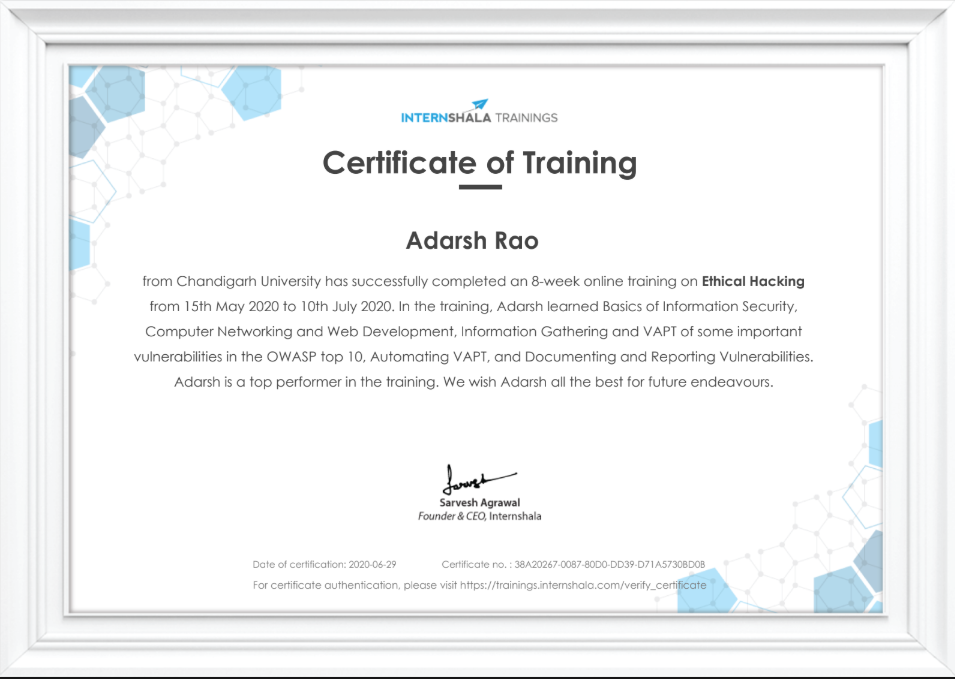 INTERNSHALA TRAININGS
Certificate of Training
Adarsh Rao
from Chandigarh University has successfully completed an 8-week online training on Ethical Hacking
from 15th May 2020 to 10th July 2020. In the training, Adarsh learned Basics of Information Security,
Computer Networking and Web Development, Information Gathering and VAPT of some important
vulnerabilities in the OWASP top 10, Automating VAPT, and Documenting and Reporting Vulnerabilities.
Adarsh is a top performer in the training. We wish Adarsh all the best for future endeavours.
Sarvesh
Sarvesh Agrawal
Founder & CEO, Internshala
Date of certification: 2020-06-29 Certificate no. : 38A20267-0087-80D0-DD39-D71A5730BD0B
For certificate authentication, please visit https://trainings.internshala.com/verify_certificate